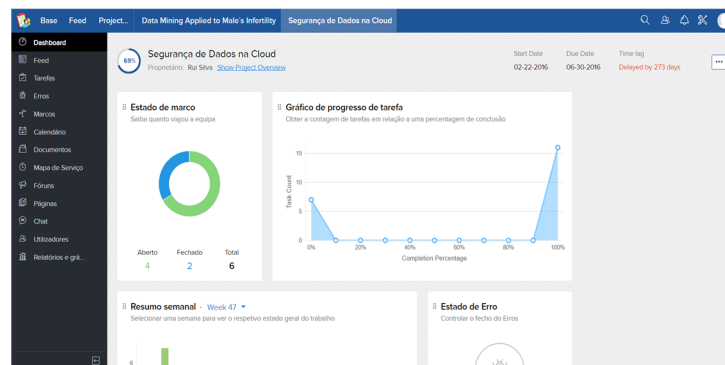 Base Feed Project... Data Mining Applied to Male's Infertility Segurança de Dados na Cloud
Dashboard
Feed
Tarefas
Erros
Marcos
Calendário
Documentos
Mapa de Serviço
Fóruns
Páginas
Chat
Utilizadores
Relatórios e grá...
69%
Segurança de Dados na Cloud
Proprietário: Rui Silva Show Project Overview
Start Date Due Date Time lag
02-22-2016 06-30-2016 Delayed by 273 days
Estado de marco
Saiba quanto viajou a equipa
Aberto Fechado Total
4 2 6
Gráfico de progresso de tarefa
Obter a contagem de tarefas em relação a uma percentagem de conclusão
15
10
5
0
Task Count
0% 20% 40% 60% 80% 100%
Completion Percentage
Resumo semanal - Week 47
Selecionar uma semana para ver o respetivo estado geral do trabalho
6
Estado de Erro
Controlar o fecho do Erros